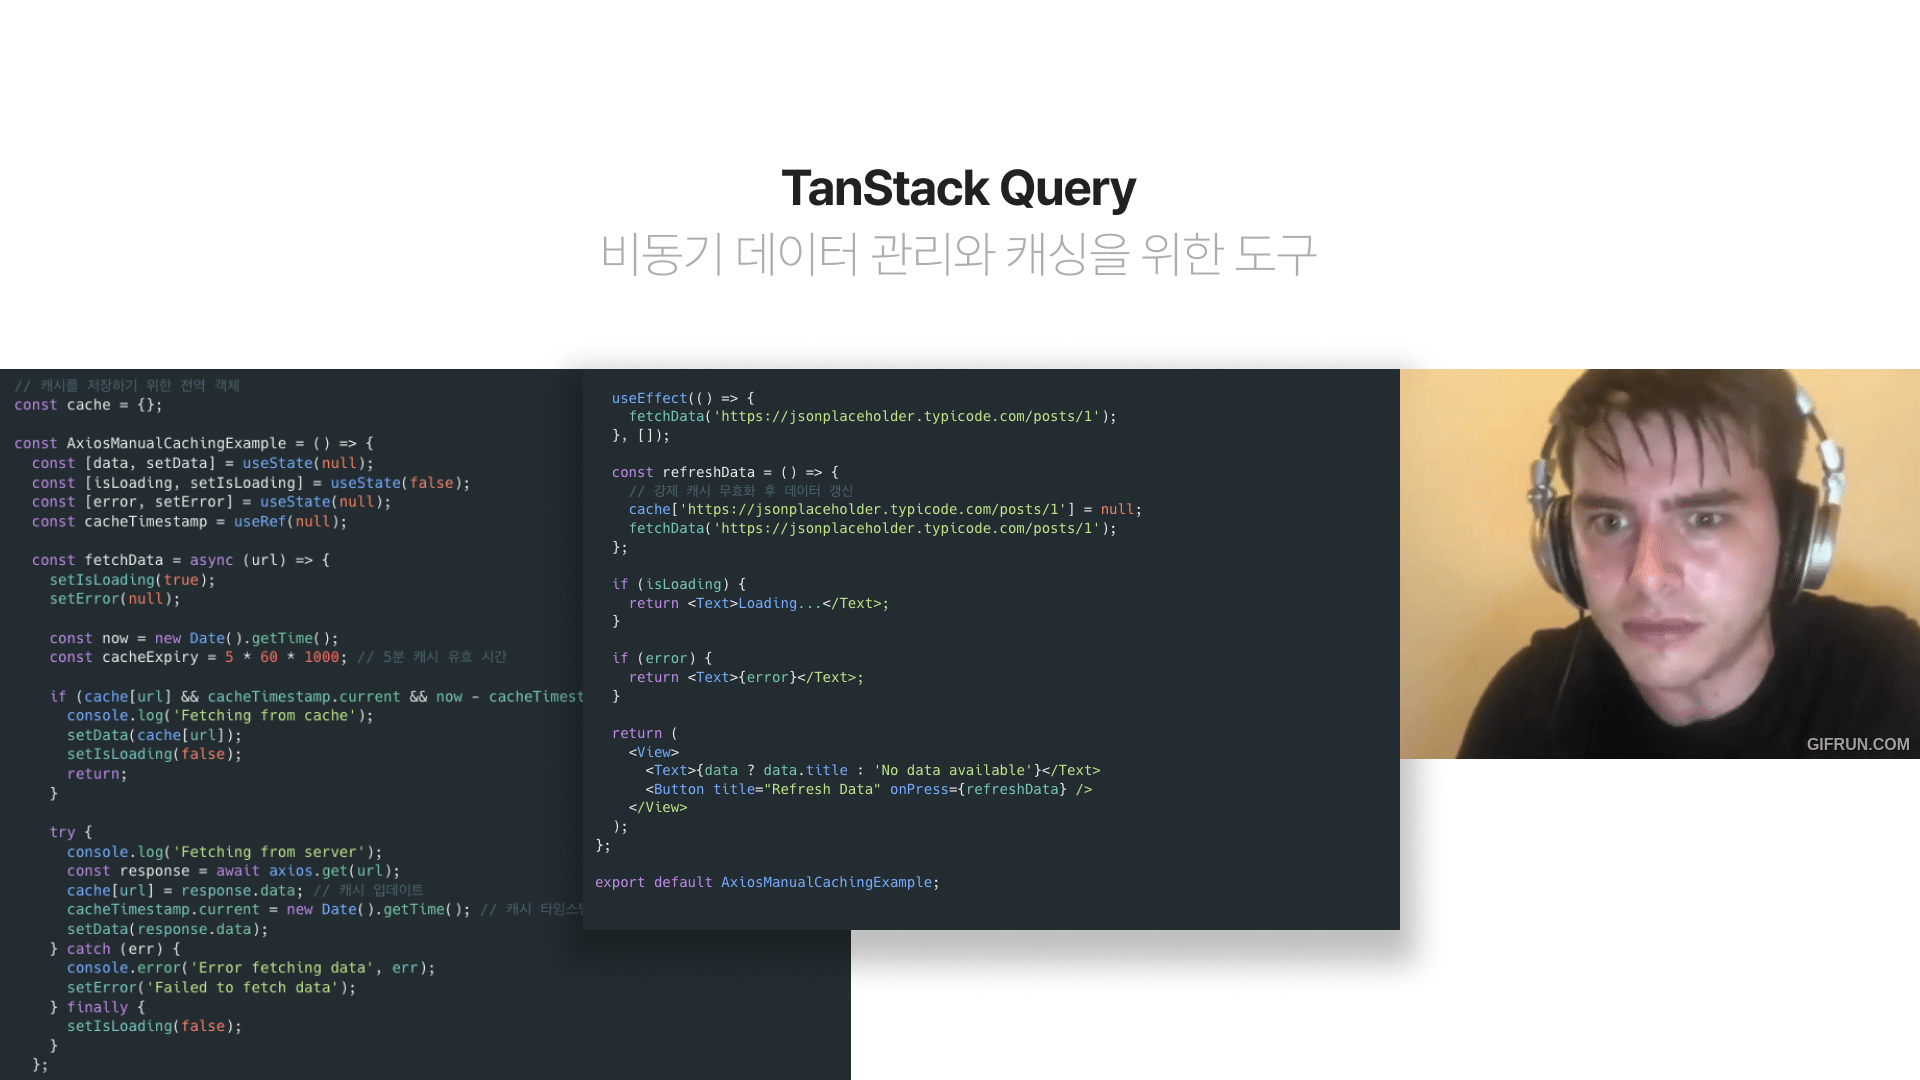 TanStack Query
비동기 데이터 관리와 캐싱을 위한 도구
// 캐시를 저장하기 위한 전역 객체
const cache = {};
const AxiosManualCachingExample = () => {
const [data, setData] = useState(null);
const [isLoading, setIsLoading] = useState(false);
const [error, setError] = useState(null);
const cacheTimestamp = useRef(null);
const fetchData = async (url) => {
setIsLoading(true);
setError(null);
const now = new Date().getTime();
const cacheExpiry = 5 * 60 * 1000; // 5분 캐시 유효 시간
if (cache[url] && cacheTimestamp.current && now - cacheTimest
console.log('Fetching from cache');
setData(cache[url]);
setIsLoading(false);
return;
}
try {
console.log('Fetching from server');
const response = await axios.get(url);
cache[url] = response.data; // 캐시 업데이트
cacheTimestamp.current = new Date().getTime(); // 캐시 타임스
setData(response.data);
} catch (err) {
console.error('Error fetching data', err);
setError('Failed to fetch data');
} finally {
setIsLoading(false);
}
};
useEffect(() => {
fetchData('https://jsonplaceholder.typicode.com/posts/1');
}, []);
const refreshData = () => {
// 강제 캐시 무효화 후 데이터 갱신
cache['https://jsonplaceholder.typicode.com/posts/1'] = null;
fetchData('https://jsonplaceholder.typicode.com/posts/1');
};
if (isLoading) {
return <Text>Loading...</Text>;
}
if (error) {
return <Text>{error}</Text>;
}
return (
<View>
<Text>{data ? data.title : 'No data available'}</Text>
<Button title="Refresh Data" onPress={refreshData} />
</View>
);
};
export default AxiosManualCachingExample;
GIFRUN.COM